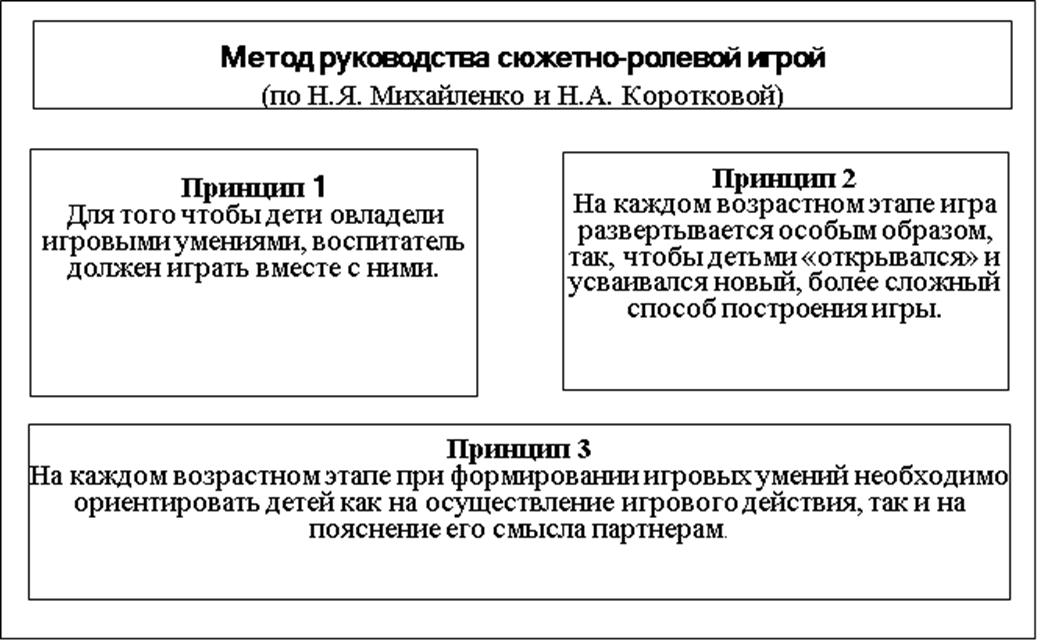 Метод руководства сюжетно-ролевой игрой
(по Н.Я. Михайленко и Н.А. Коротковой)
Принцип 1
Для того чтобы дети овладели
игровыми умениями, воспитатель
должен играть вместе с ними.
Принцип 2
На каждом возрастном этапе игра
развертывается особым образом,
так, чтобы детьми «открывался» и
усваивался новый, более сложный
способ построения игры.
Принцип 3
На каждом возрастном этапе при формировании игровых умений необходимо
ориентировать детей как на осуществление игрового действия, так и на
пояснение его смысла партнерам.